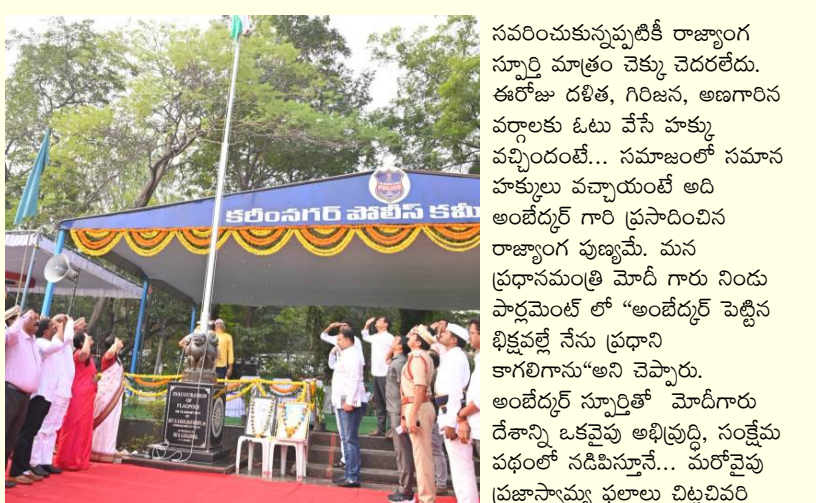 POLICE
కరీంనగర్ పోలీస్ కమీ
INAUGURATION
OF
FLAGPOLE
సవరించుకున్నప్పటికీ రాజ్యాంగ
స్ఫూర్తి మాత్రం చెక్కు చెదరలేదు.
ఈరోజు దళిత, గిరిజన, అణగారిన
వర్గాలకు ఓటు వేసే హక్కు
వచ్చిందంటే... సమాజంలో సమాన
హక్కులు వచ్చాయంటే అది
అంబేద్కర్ గారి ప్రసాదించిన
రాజ్యాంగ పుణ్యమే. మన
ప్రధానమంత్రి మోదీ గారు నిండు
పార్లమెంట్ లో “అంబేద్కర్ పెట్టిన
భిక్షవల్లే నేను ప్రధాని
కాగలిగాను“అని చెప్పారు.
అంబేద్కర్ స్ఫూర్తితో మోదీగారు
దేశాన్ని ఒకవైపు అభివ్రుద్ధి, సంక్షేమ
పథంలో నడిపిస్తూనే... మరోవైపు
ప్రజాస్వామ్య ఫలాలు చిట్టచివరి